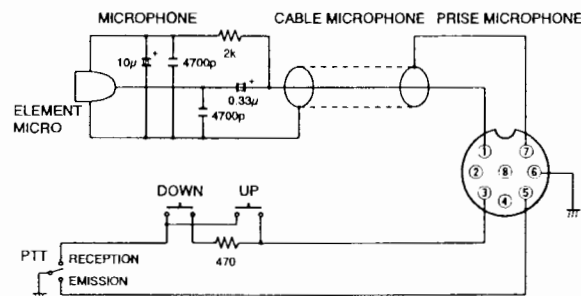 MICROPHONE
CABLE MICROPHONE
PRISE MICROPHONE
2k
10µ
+
4700p
+
0.33µ
4700p
ELEMENT
MICRO
1
7
2
8
6
3
5
4
DOWN
UP
470
PTT
RECEPTION
EMISSION